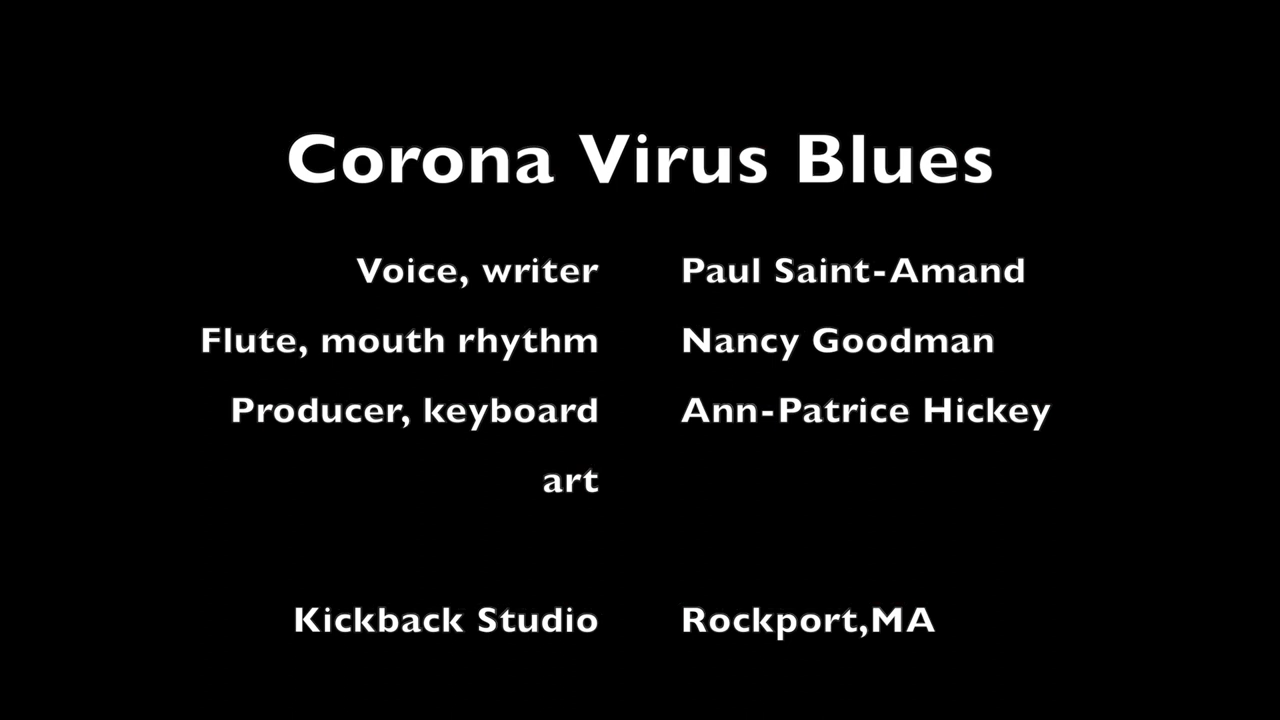 Corona Virus Blues
Voice, writer Paul Saint-Amand
Flute, mouth rhythm Nancy Goodman
Producer, keyboard Ann-Patrice Hickey
art
Kickback Studio Rockport,MA